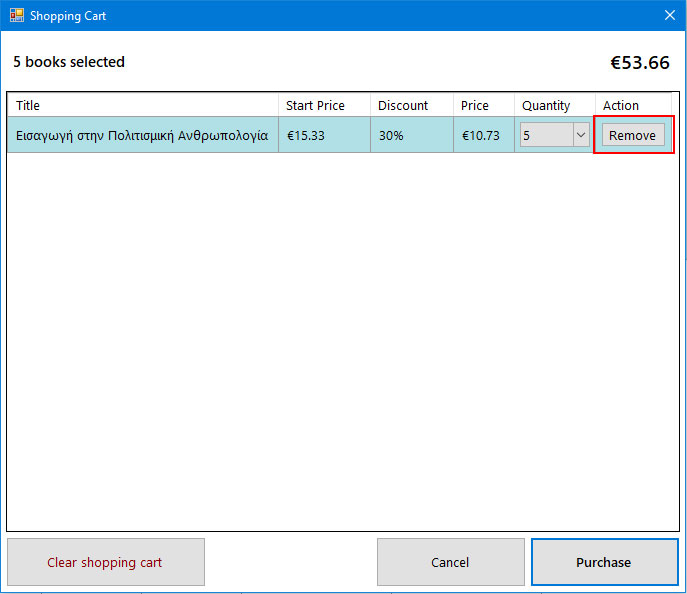 Shopping Cart
5 books selected €53.66
Title Start Price Discount Price Quantity Action
Εισαγωγή στην Πολιτισμική Ανθρωπολογία €15.33 30% €10.73 5 Remove
Clear shopping cart Cancel Purchase